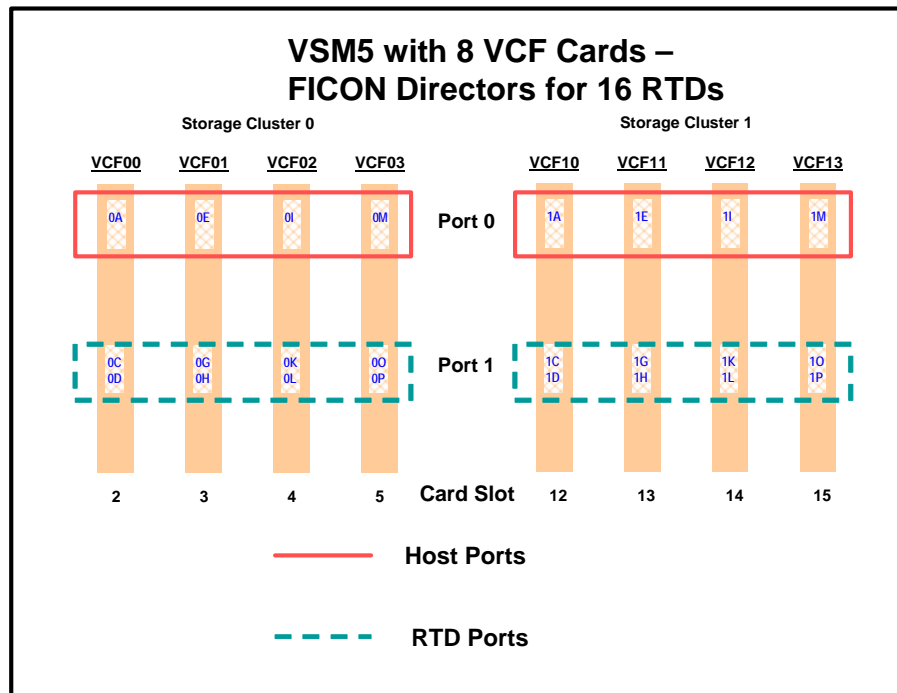 VSM5 with 8 VCF Cards –
FICON Directors for 16 RTDs
Storage Cluster 0 Storage Cluster 1
VCF00 VCF01 VCF02 VCF03 VCF10 VCF11 VCF12 VCF13
0A 0E 0I 0M Port 0 1A 1E 1I 1M
0C 0G 0K 0O Port 1 1C 1G 1K 1O
0D 0H 0L 0P 1D 1H 1L 1P
2 3 4 5 Card Slot 12 13 14 15
Host Ports
RTD Ports